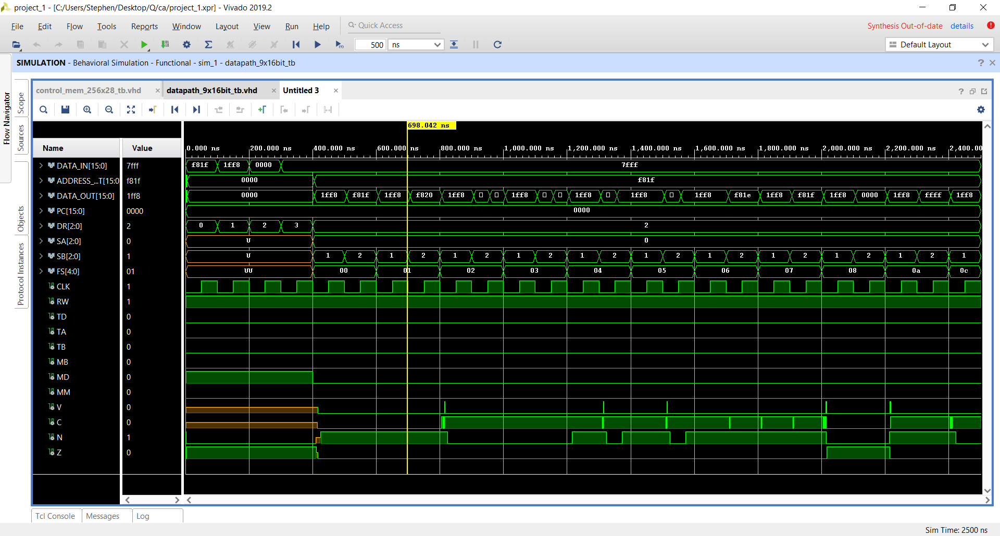 project_1 - [C:/Users/Stephen/Desktop/Q/ca/project_1.xpr] - Vivado 2019.2
File Edit Flow Tools Reports Window Layout View Run Help Quick Access Synthesis Out-of-date details
500 ns Default Layout
SIMULATION - Behavioral Simulation - Functional - sim_1 - datapath_9x16bit_tb
Flow Navigator
Scope
Sources
Objects
Protocol Instances
control_mem_256x28_tb.vhd datapath_9x16bit_tb.vhd Untitled 3
698.042 ns
Name Value 0.000 ns 200.000 ns 400.000 ns 600.000 ns 800.000 ns 1,000.000 ns 1,200.000 ns 1,400.000 ns 1,600.000 ns 1,800.000 ns 2,000.000 ns 2,200.000 ns 2,400.00
DATA_IN[15:0] 7fff f81f 1ff8 0000 7fff
ADDRESS_...T[15:0 f81f 0000 f81f
DATA_OUT[15:0] 1ff8 0000 1ff8 f81f 1ff8 f820 1ff8 1ff8 1ff8 1ff8 1ff8 f81e 1ff8 f81f 1ff8 0000 1ff8 ffff 1ff8
PC[15:0] 0000 0000
DR[2:0] 2 0 1 2 3 2
SA[2:0] 0 U 0
SB[2:0] 1 U 1 2 1 2 1 2 1 2 1 2 1 2 1 2 1 2 1 2 1 2 1
FS[4:0] 01 UU 00 01 02 03 04 05 06 07 08 0a 0c
CLK 1
RW 1
TD 0
TA 0
TB 0
MB 0
MD 0
MM 0
V 0
C 0
N 1
Z 0
Tcl Console Messages Log
Sim Time: 2500 ns